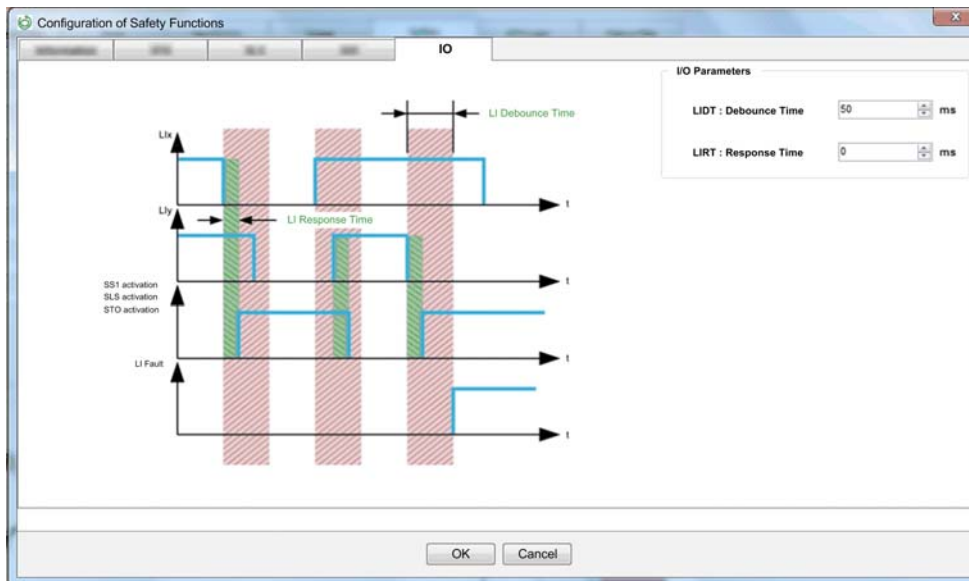 Configuration of Safety Functions
IO
I/O Parameters
LIDT : Debounce Time 50 ms
LIRT : Response Time 0 ms
LI Debounce Time
LIx
t
LIy
LI Response Time
t
SS1 activation
SLS activation
STO activation
t
LI Fault
t
OK Cancel